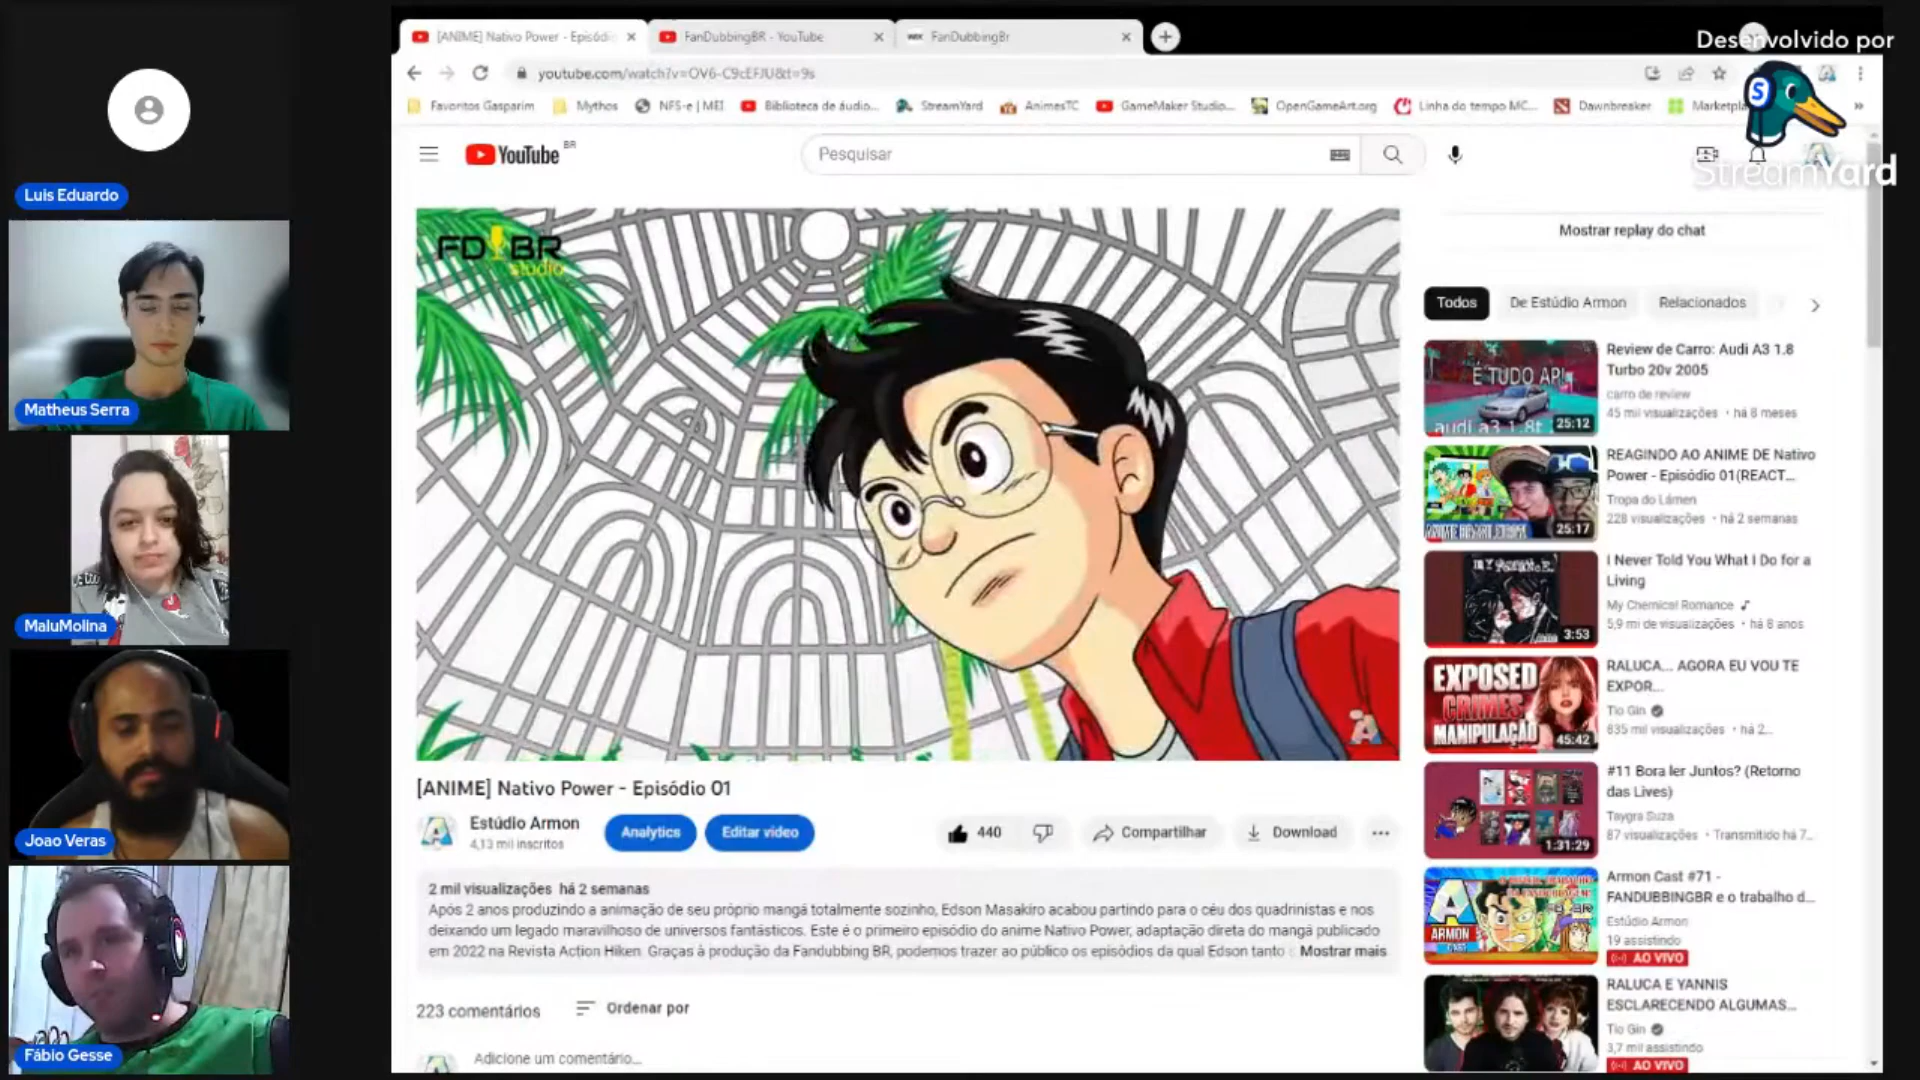 Luis Eduardo
Matheus Serra
MaluMolina
Joao Veras
Fábio Gesse
[ANIME] Nativo Power - Episódio
FanDubbingBR - YouTube
WIX FanDubbingBr
Desenvolvido por
StreamYard
youtube.com/watch?v=OV6-C9cEFJU&t=9s
Favoritos Gasparim
Mythos
NFS-e | MEI
Biblioteca de áudio...
StreamYard
AnimesTC
GameMaker Studio...
OpenGameArt.org
Linha do tempo MC...
Dawnbreaker
Marketpla
YouTube BR
Pesquisar
FD BR
studio
[ANIME] Nativo Power - Episódio 01
Estúdio Armon
4,13 mil inscritos
Analytics
Editar vídeo
440
Compartilhar
Download
2 mil visualizações há 2 semanas
Após 2 anos produzindo a animação de seu próprio mangá totalmente sozinho, Edson Masakiro acabou partindo para o céu dos quadrinistas e nos
deixando um legado maravilhoso de universos fantásticos. Este é o primeiro episódio do anime Nativo Power, adaptação direta do mangá publicado
em 2022 na Revista Action Hiken. Graças à produção da Fandubbing BR, podemos trazer ao público os episódios da qual Edson tanto Mostrar mais
223 comentários
Ordenar por
Adicione um comentário...
Mostrar replay do chat
Todos
De Estúdio Armon
Relacionados
É TUDO AP!
audi a3 1.8t
25:12
Review de Carro: Audi A3 1.8
Turbo 20v 2005
carro de review
45 mil visualizações • há 8 meses
25:17
REAGINDO AO ANIME DE Nativo
Power - Episódio 01(REACT...
Tropa do Lámen
228 visualizações • há 2 semanas
3:53
I Never Told You What I Do for a
Living
My Chemical Romance
5,9 mi de visualizações • há 8 anos
EXPOSED
CRIMES
MANIPULAÇÃO
45:42
RALUCA... AGORA EU VOU TE
EXPOR...
Tio Gin
835 mil visualizações • há 2...
1:31:29
#11 Bora ler Juntos? (Retorno
das Lives)
Taygra Suza
87 visualizações • Transmitido há 7...
ARMON
CAST
Armon Cast #71 -
FANDUBBINGBR e o trabalho d...
Estúdio Armon
19 assistindo
AO VIVO
RALUCA E YANNIS
ESCLARECENDO ALGUMAS...
Tio Gin
3,7 mil assistindo
AO VIVO